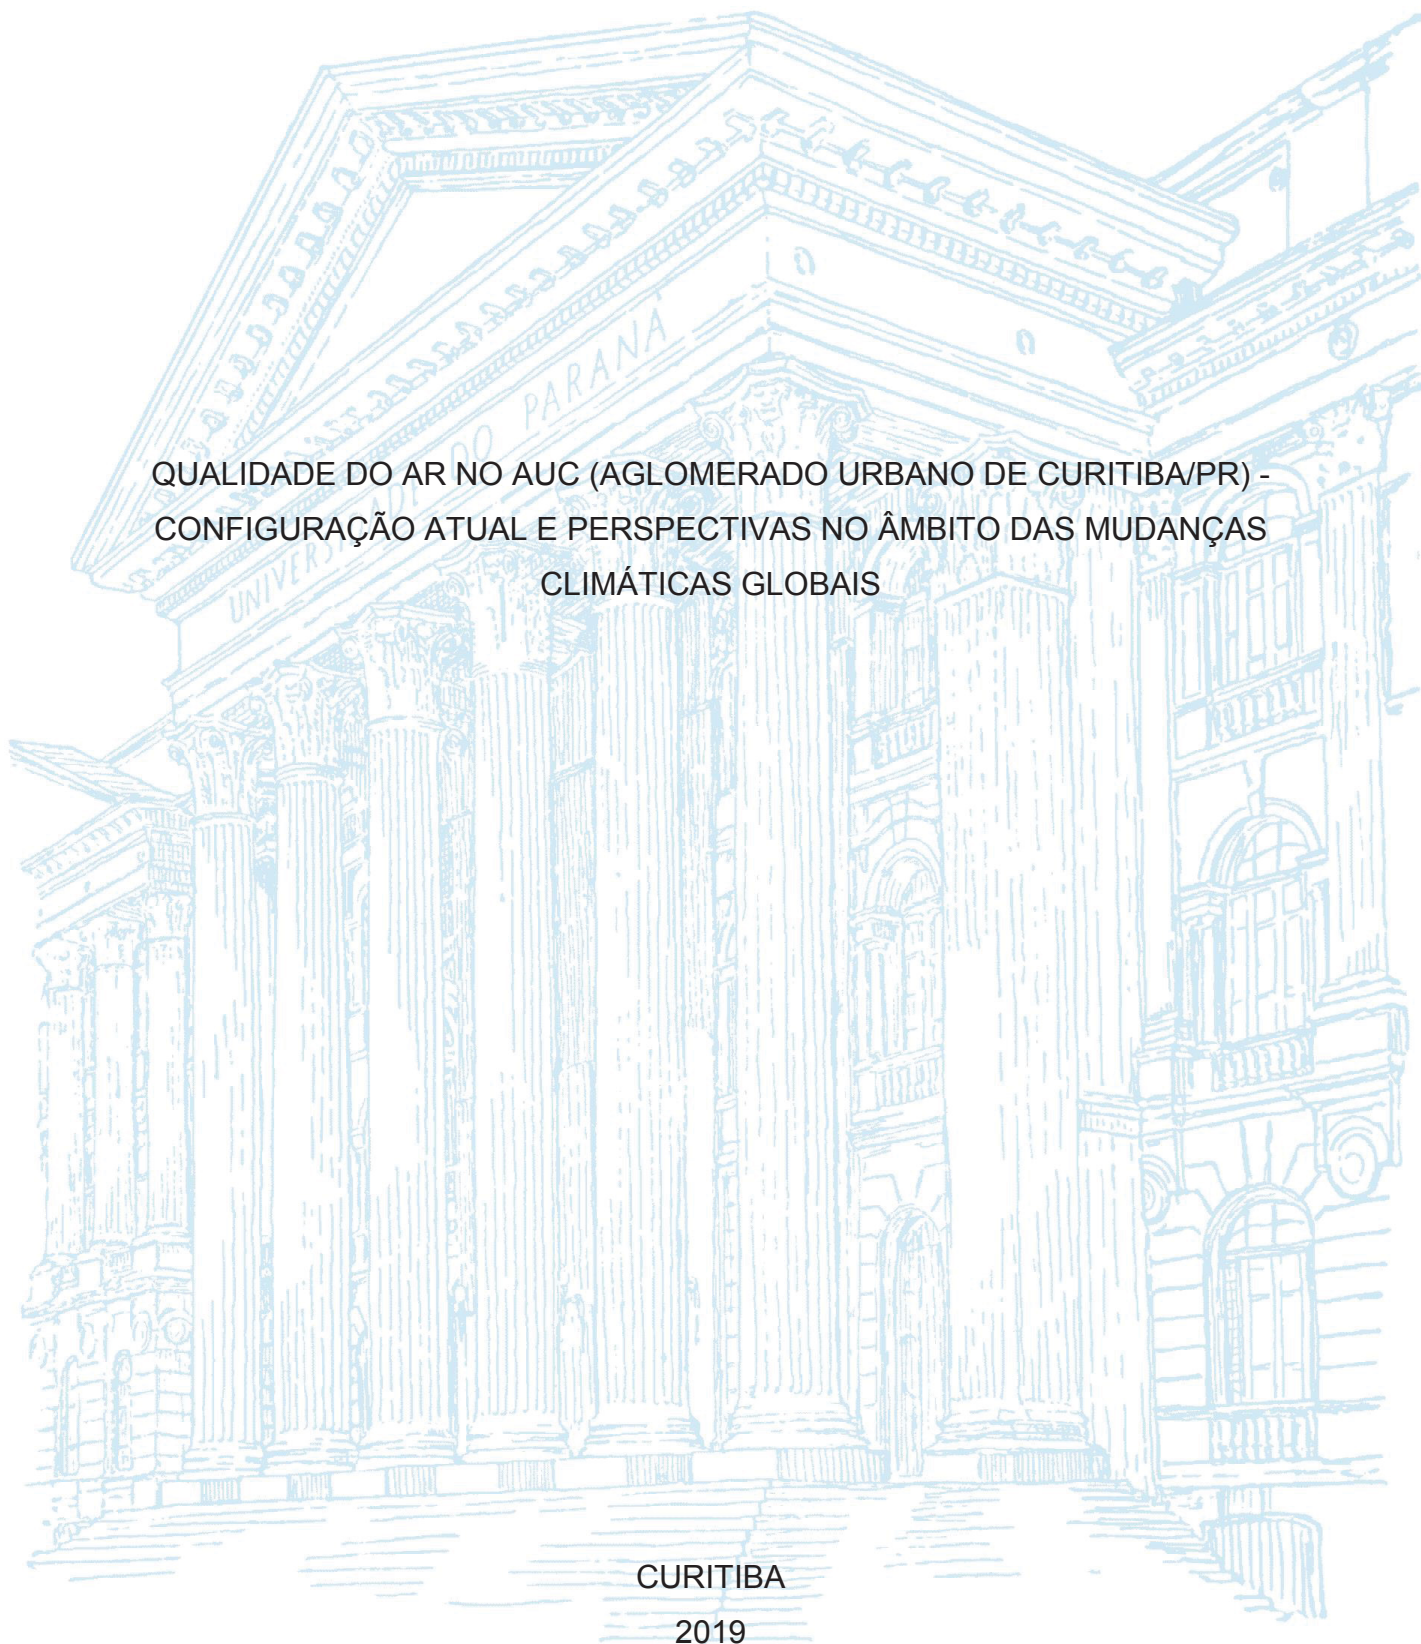 UNIVERSIDADE DO PARANÁ
QUALIDADE DO AR NO AUC (AGLOMERADO URBANO DE CURITIBA/PR) -
CONFIGURAÇÃO ATUAL E PERSPECTIVAS NO ÂMBITO DAS MUDANÇAS
CLIMÁTICAS GLOBAIS
CURITIBA
2019